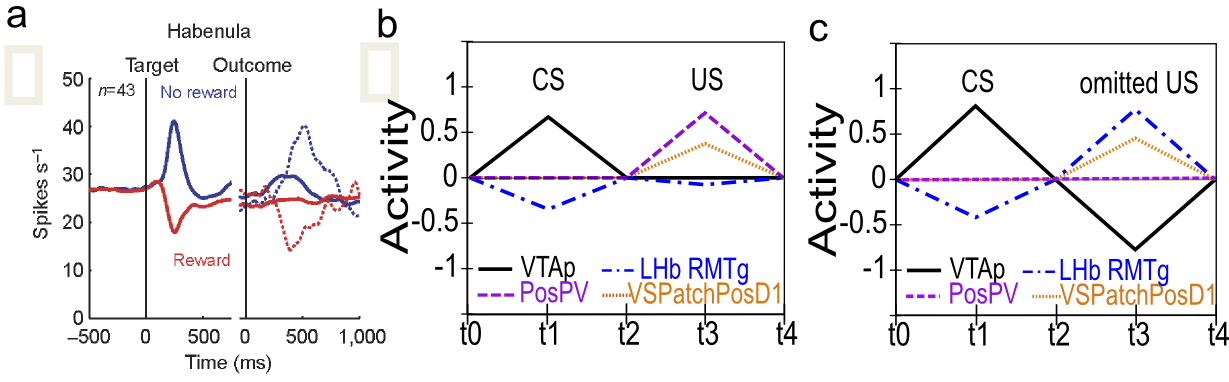 a
Habenula
Target Outcome
n=43 No reward
Reward
50
40
30
20
10
0
Spikes s⁻¹
−500 0 500 0 500 1,000
Time (ms)
b
CS US
1
0.5
0
-0.5
-1
Activity
VTAp LHb RMTg
PosPV VSPatchPosD1
t0 t1 t2 t3 t4
c
CS omitted US
1
0.5
0
-0.5
-1
Activity
VTAp LHb RMTg
PosPV VSPatchPosD1
t0 t1 t2 t3 t4